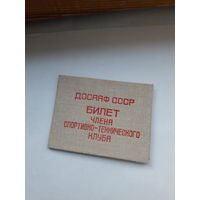 ДОСААФ СССР
БИЛЕТ
ЧЛЕНА
СПОРТИВНО-ТЕХНИЧЕСКОГО
КЛУБА